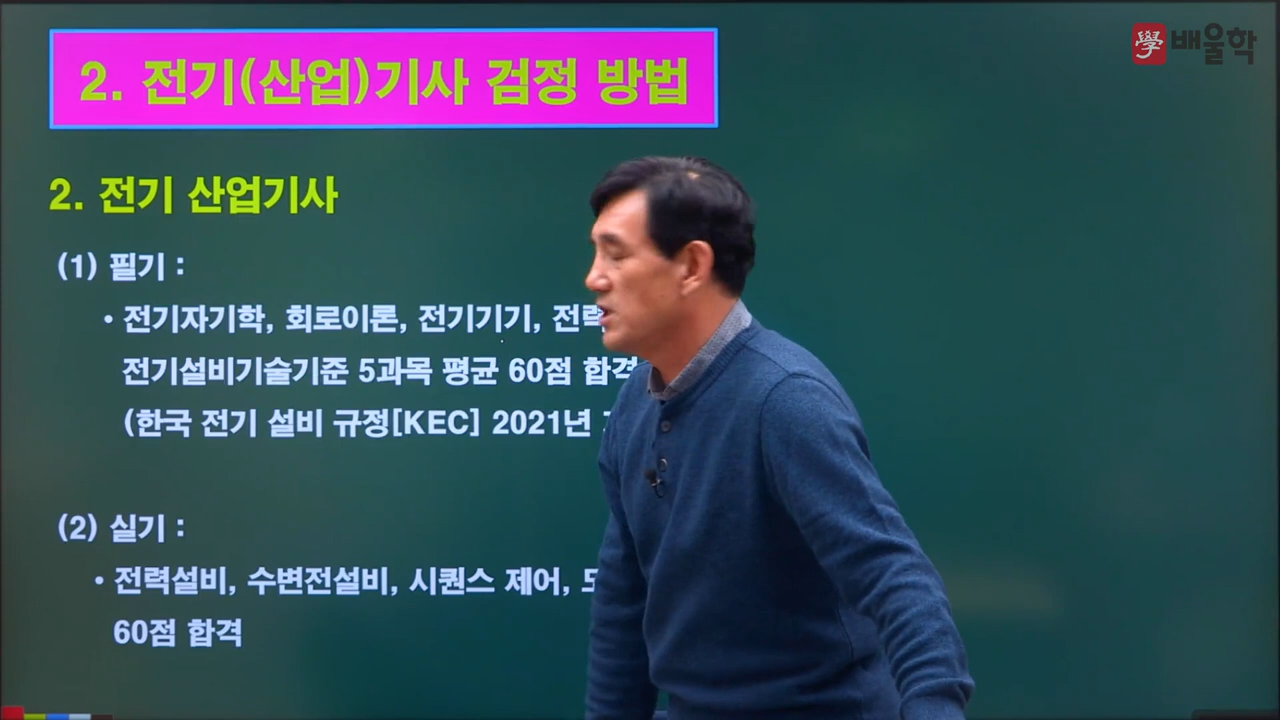 學 배울학
2. 전기(산업)기사 검정 방법
2. 전기 산업기사
(1) 필기 :
• 전기자기학, 회로이론, 전기기기,
전기설비기술기준 5과목 평균 60점 합격
(한국 전기 설비 규정[KEC] 2021년
(2) 실기 :
• 전력설비, 수변전설비, 시퀀스 제어,
60점 합격